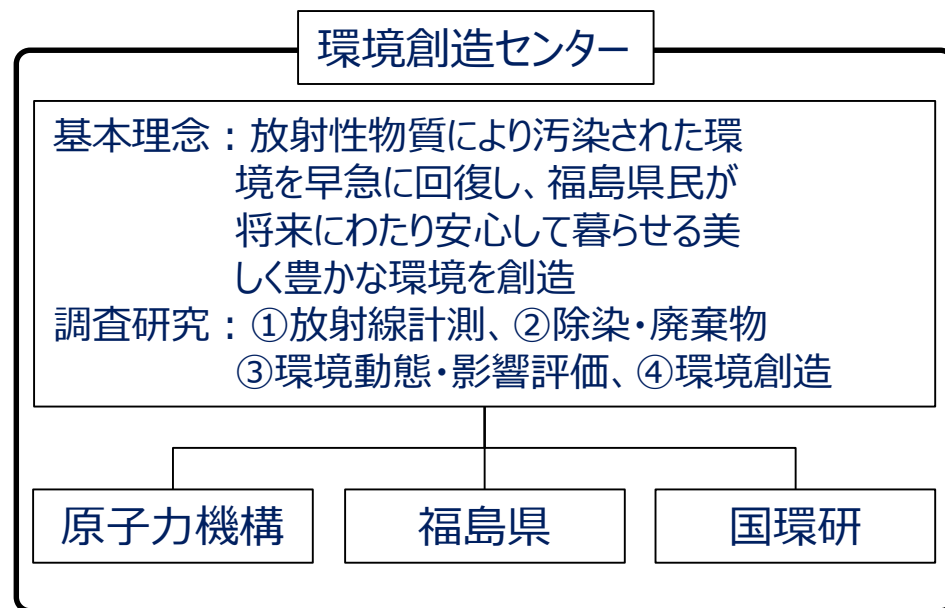 環境創造センター
基本理念：放射性物質により汚染された環
境を早急に回復し、福島県民が
将来にわたり安心して暮らせる美
しく豊かな環境を創造
調査研究：①放射線計測、②除染・廃棄物
③環境動態・影響評価、④環境創造
原子力機構
福島県
国環研